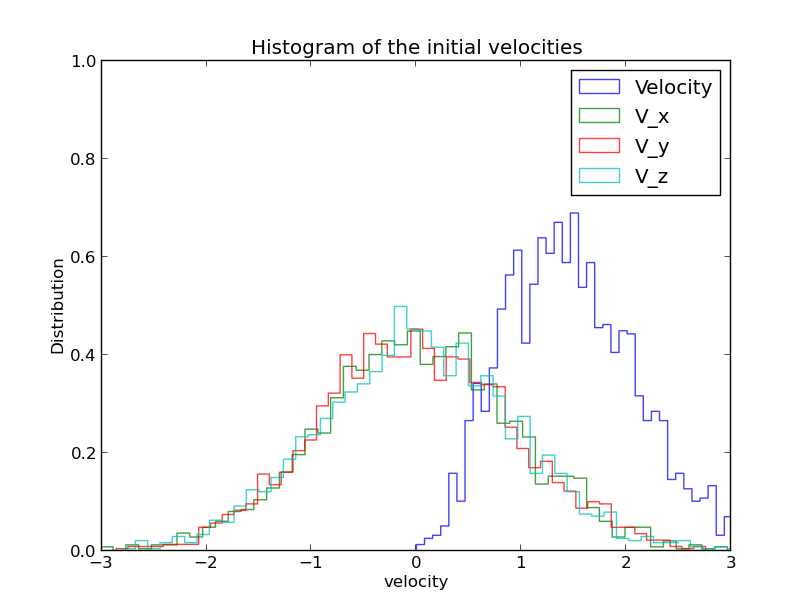 Histogram of the initial velocities
Velocity
V_x
V_y
V_z
Distribution
1.0
0.8
0.6
0.4
0.2
0.0
−3
−2
−1
0
1
2
3
velocity